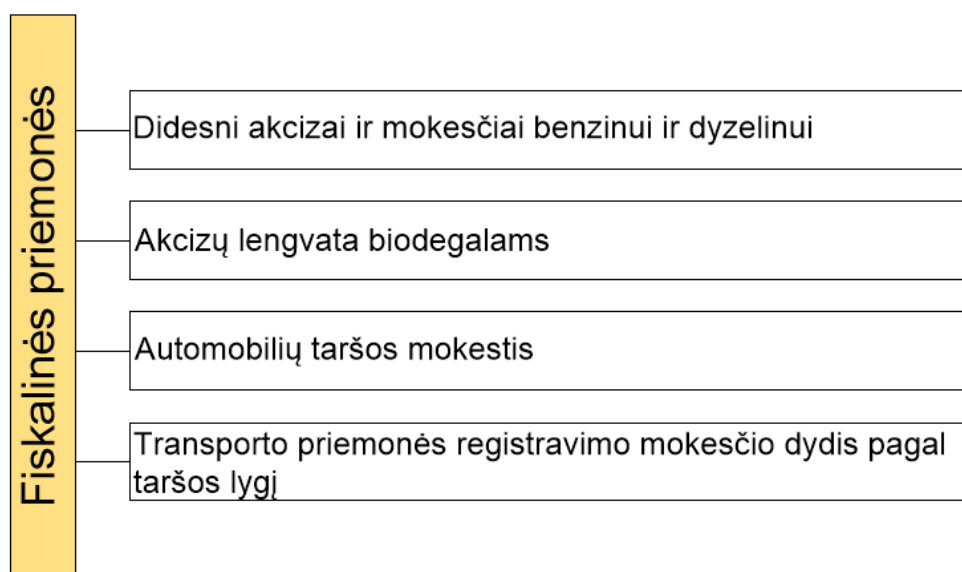 Fiskalinės priemonės
Didesni akcizai ir mokesčiai benzinui ir dyzelinui
Akcizų lengvata biodegalams
Automobilių taršos mokestis
Transporto priemonės registravimo mokesčio dydis pagal
taršos lygį